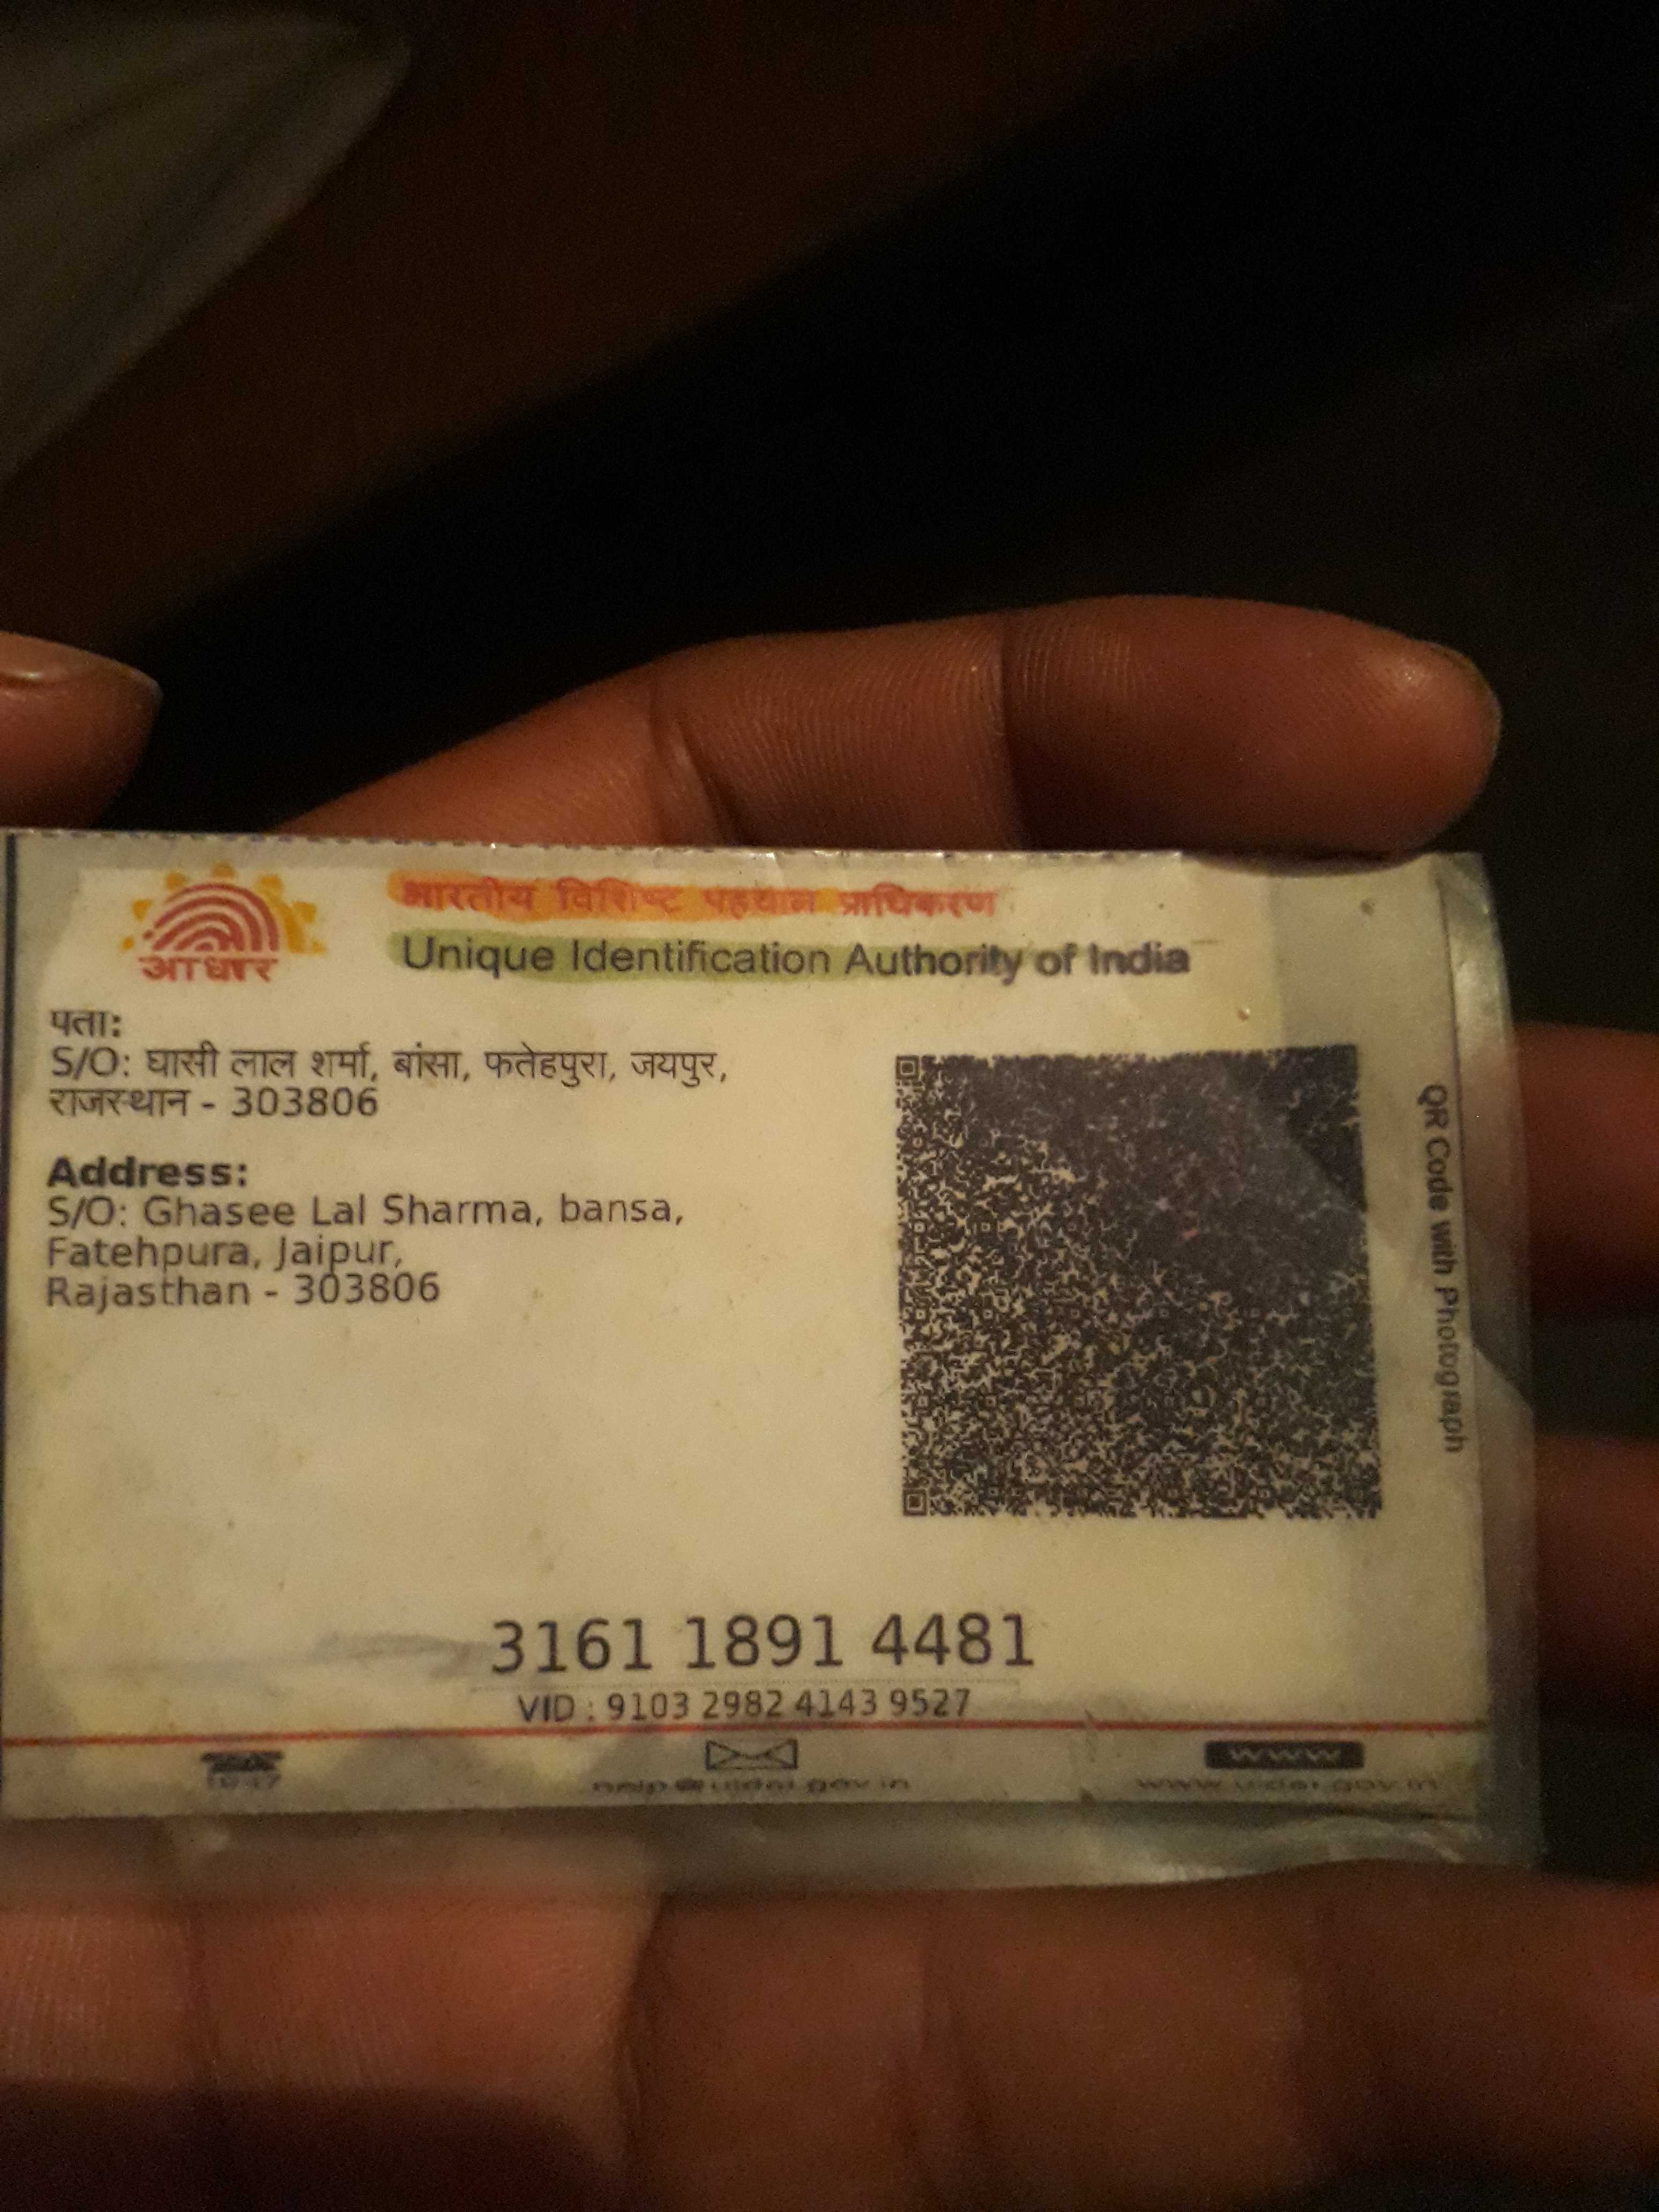 आधार
भारतीय विशिष्ट पहचान प्राधिकरण
Unique Identification Authority of India
पता:
S/O: घासी लाल शर्मा, बांसा, फतेहपुरा, जयपुर,
राजस्थान - 303806
Address:
S/O: Ghasee Lal Sharma, bansa,
Fatehpura, Jaipur,
Rajasthan - 303806
QR Code with Photograph
3161 1891 4481
VID : 9103 2982 4143 9527
1947
help@uidai.gov.in
WWW
www.uidai.gov.in